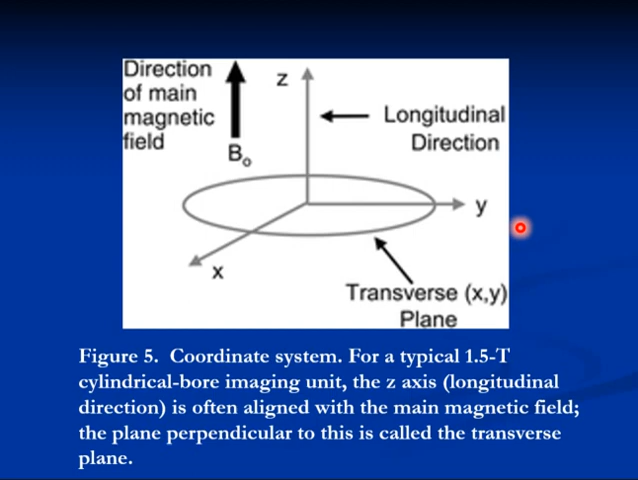 Direction
of main
magnetic
field
Bo
z
Longitudinal
Direction
y
x
Transverse (x,y)
Plane
Figure 5.  Coordinate system. For a typical 1.5-T
cylindrical-bore imaging unit, the z axis (longitudinal
direction) is often aligned with the main magnetic field;
the plane perpendicular to this is called the transverse
plane.